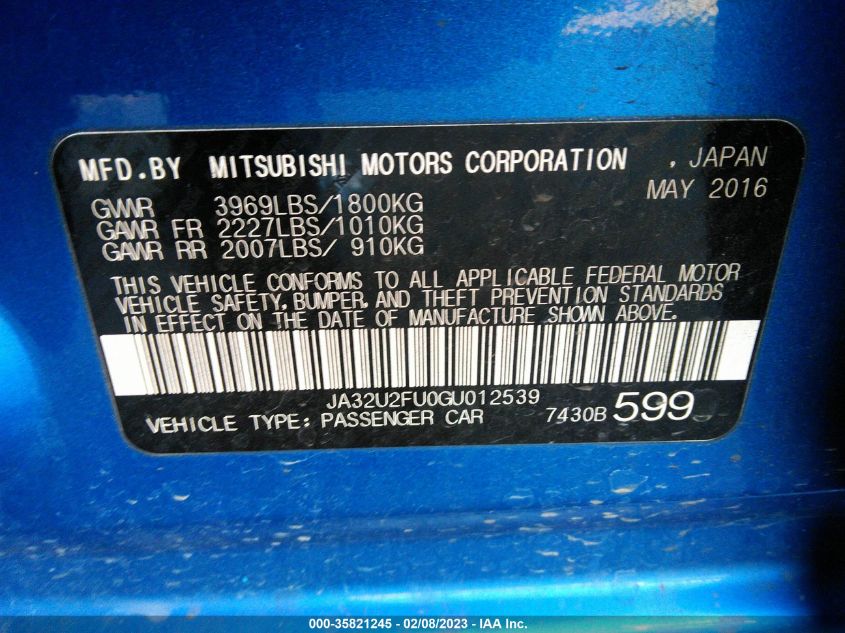 MFD.BY MITSUBISHI MOTORS CORPORATION , JAPAN
MAY 2016
GVWR 3969LBS/1800KG
GAWR FR 2227LBS/1010KG
GAWR RR 2007LBS/ 910KG
THIS VEHICLE CONFORMS TO ALL APPLICABLE FEDERAL MOTOR
VEHICLE SAFETY, BUMPER, AND THEFT PREVENTION STANDARDS
IN EFFECT ON THE DATE OF MANUFACTURE SHOWN ABOVE.
JA32U2FU0GU012539
VEHICLE TYPE: PASSENGER CAR 7430B 599
000-35821245 - 02/08/2023 - IAA Inc.